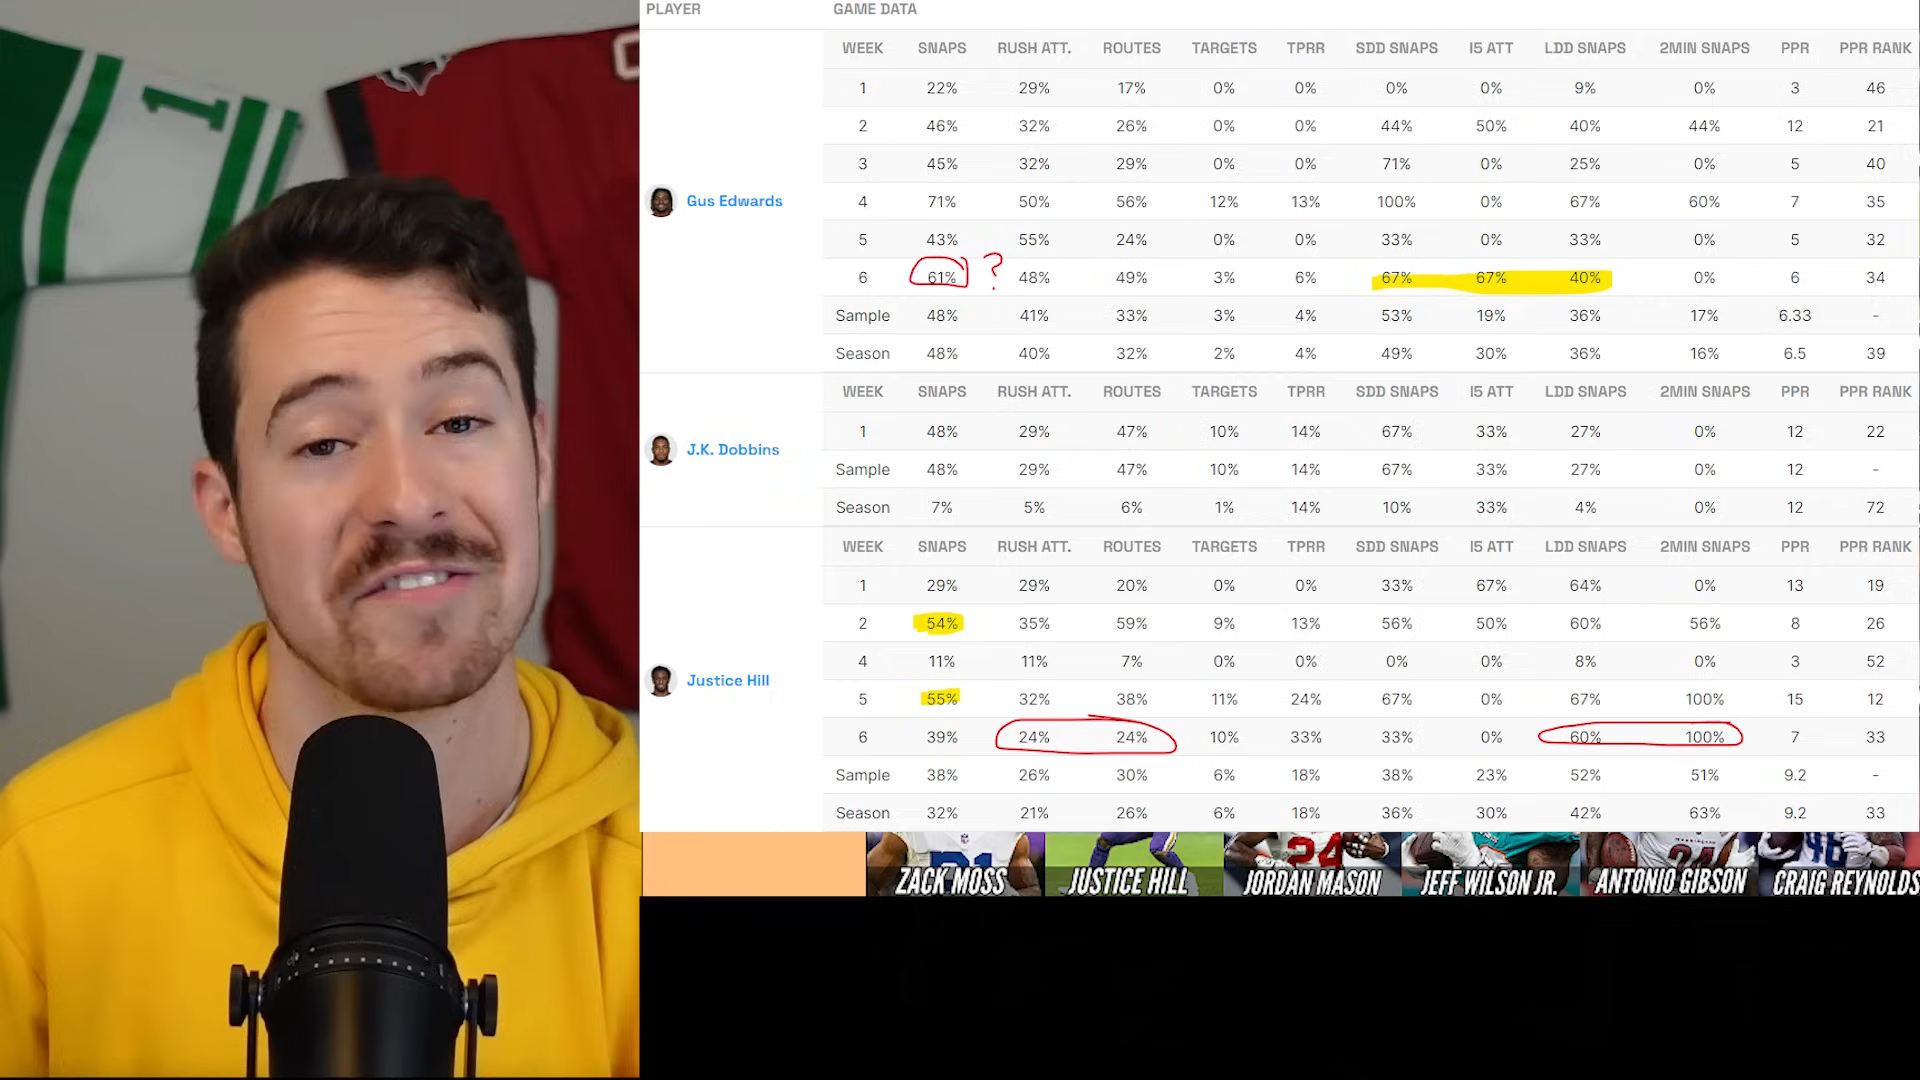 PLAYER GAME DATA
WEEK SNAPS RUSH ATT. ROUTES TARGETS TPRR SDD SNAPS I5 ATT LDD SNAPS 2MIN SNAPS PPR PPR RANK
1 22% 29% 17% 0% 0% 0% 0% 9% 0% 3 46
2 46% 32% 26% 0% 0% 44% 50% 40% 44% 12 21
3 45% 32% 29% 0% 0% 71% 0% 25% 0% 5 40
Gus Edwards 4 71% 50% 56% 12% 13% 100% 0% 67% 60% 7 35
5 43% 55% 24% 0% 0% 33% 0% 33% 0% 5 32
6 61% ? 48% 49% 3% 6% 67% 67% 40% 0% 6 34
Sample 48% 41% 33% 3% 4% 53% 19% 36% 17% 6.33 -
Season 48% 40% 32% 2% 4% 49% 30% 36% 16% 6.5 39
WEEK SNAPS RUSH ATT. ROUTES TARGETS TPRR SDD SNAPS I5 ATT LDD SNAPS 2MIN SNAPS PPR PPR RANK
1 48% 29% 47% 10% 14% 67% 33% 27% 0% 12 22
J.K. Dobbins
Sample 48% 29% 47% 10% 14% 67% 33% 27% 0% 12 -
Season 7% 5% 6% 1% 14% 10% 33% 4% 0% 12 72
WEEK SNAPS RUSH ATT. ROUTES TARGETS TPRR SDD SNAPS I5 ATT LDD SNAPS 2MIN SNAPS PPR PPR RANK
1 29% 29% 20% 0% 0% 33% 67% 64% 0% 13 19
2 54% 35% 59% 9% 13% 56% 50% 60% 56% 8 26
4 11% 11% 7% 0% 0% 0% 0% 8% 0% 3 52
Justice Hill
5 55% 32% 38% 11% 24% 67% 0% 67% 100% 15 12
6 39% 24% 24% 10% 33% 33% 0% 60% 100% 7 33
Sample 38% 26% 30% 6% 18% 38% 23% 52% 51% 9.2 -
Season 32% 21% 26% 6% 18% 36% 30% 42% 63% 9.2 33
ZACK MOSS JUSTICE HILL JORDAN MASON JEFF WILSON JR. ANTONIO GIBSON CRAIG REYNOLDS